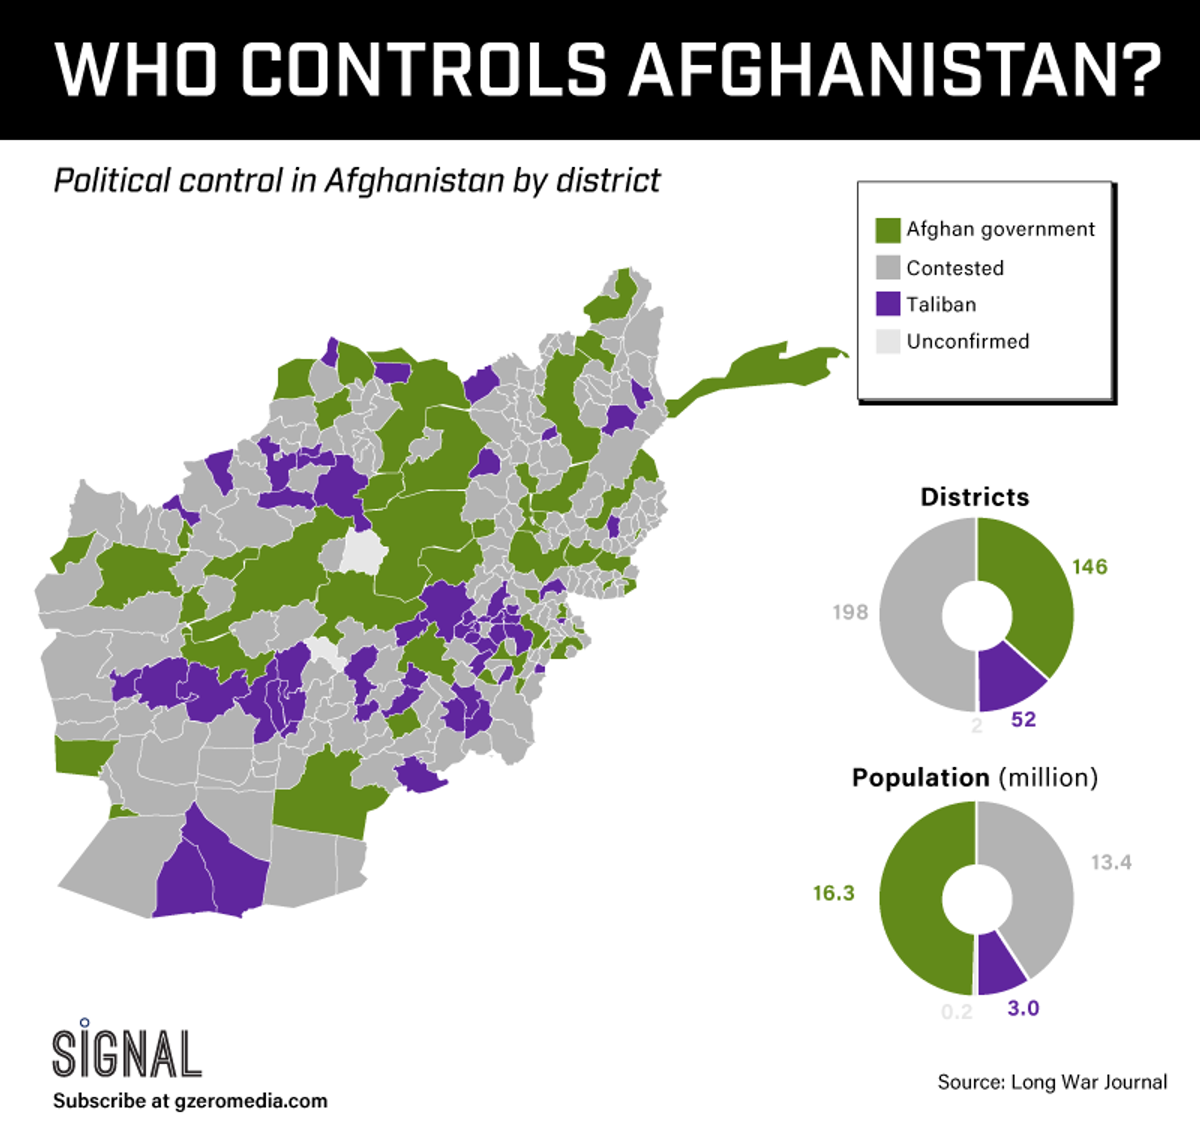 WHO CONTROLS AFGHANISTAN?
Political control in Afghanistan by district
Afghan government
Contested
Taliban
Unconfirmed
Districts
146
198
2
52
Population (million)
13.4
16.3
0.2
3.0
SIGNAL
Subscribe at gzeromedia.com
Source: Long War Journal